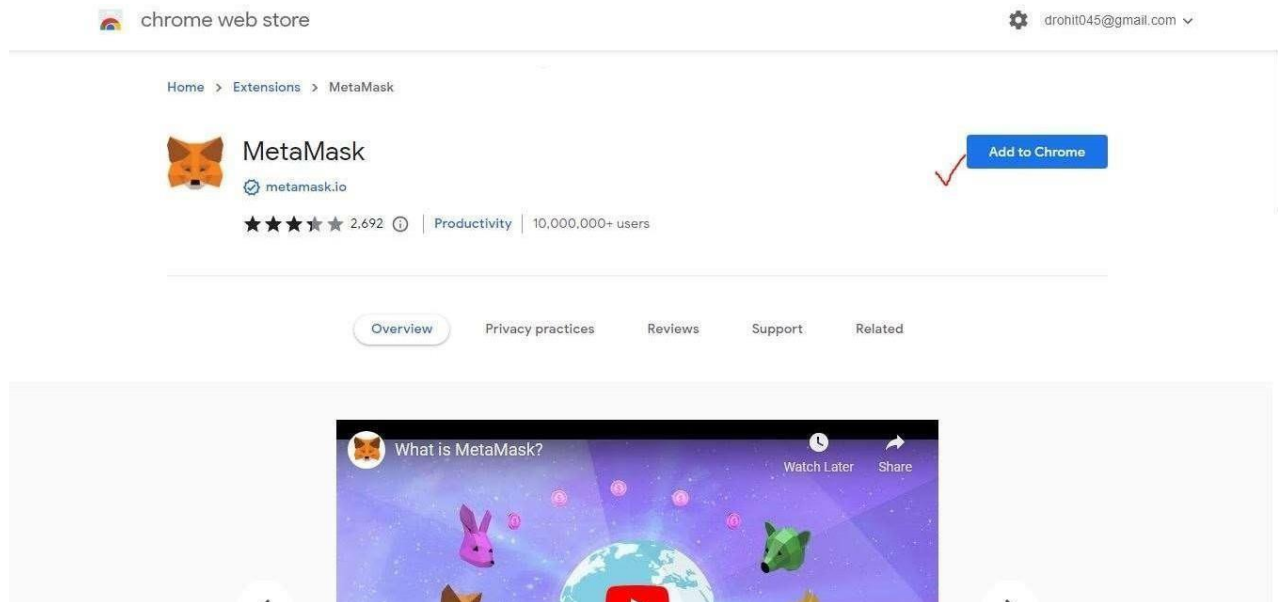 chrome web store
drohit045@gmail.com
Home > Extensions > MetaMask
MetaMask
Add to Chrome
metamask.io
2,692 | Productivity | 10,000,000+ users
Overview Privacy practices Reviews Support Related
What is MetaMask?
Watch Later Share